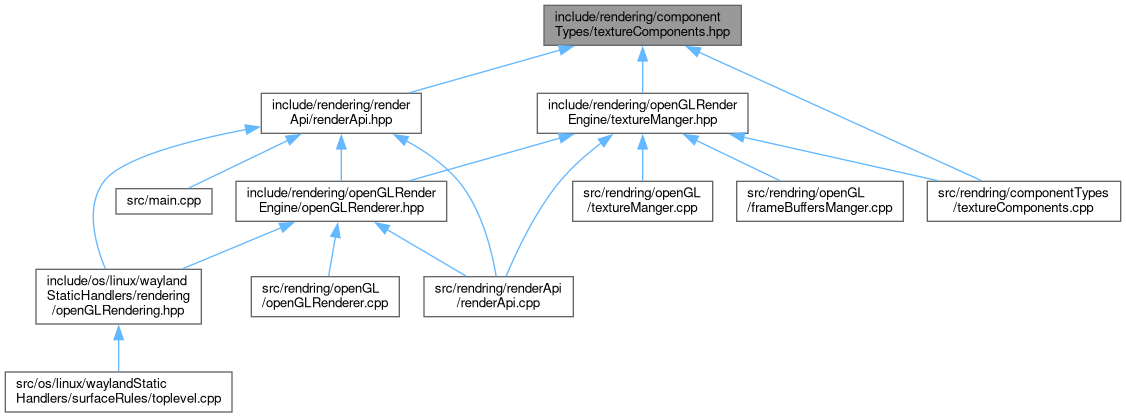 include/rendering/component
Types/textureComponents.hpp
include/rendering/render
Api/renderApi.hpp
include/rendering/openGLRender
Engine/textureManger.hpp
src/main.cpp
include/rendering/openGLRender
Engine/openGLRenderer.hpp
src/rendring/openGL
/textureManger.cpp
src/rendring/openGL
/frameBuffersManger.cpp
src/rendring/componentTypes
/textureComponents.cpp
include/os/linux/wayland
StaticHandlers/rendering
/openGLRendering.hpp
src/rendring/openGL
/openGLRenderer.cpp
src/rendring/renderApi
/renderApi.cpp
src/os/linux/waylandStatic
Handlers/surfaceRules/toplevel.cpp